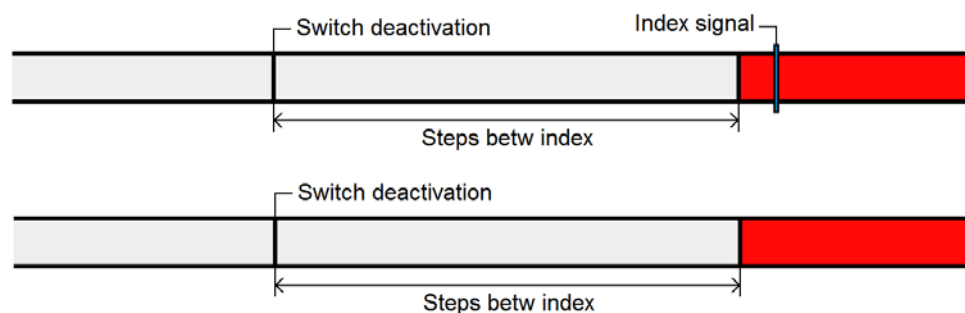 Switch deactivation
Index signal
Steps betw index
Switch deactivation
Steps betw index